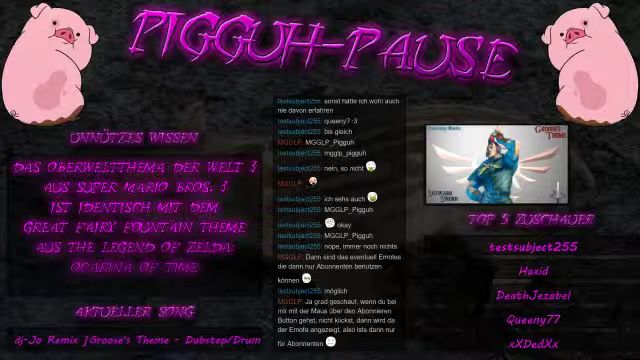 PIGGUH-PAUSE
UNNÜTZES WISSEN
DAS OBERWELTTHEMA DER WELT 3
AUS SUPER MARIO BROS. 3
IST IDENTISCH MIT DEM
GREAT FAIRY FOUNTAIN THEME
AUS THE LEGEND OF ZELDA:
OCARINA OF TIME
AKTUELLER SONG
dj-Jo Remix ]Groose's Theme - Dubstep/Drum
testsubject255: sonst hätte ich wohl auch
nie davon erfahren
testsubject255: queeny? :3
testsubject255: bis gleich
MGGLP: MGGLP_Pigguh
testsubject255: mgglp_pigguh
testsubject255: nein, so nicht
MGGLP:
testsubject255: ich sehs auch
testsubject255: MGGLP_Pigguh
testsubject255: okay
testsubject255: MGGLP_Pigguh
testsubject255: nope, immer noch nichts
MGGLP: Dann sind das eventuell Emotes
die dann nur Abonnenten benutzen
können
testsubject255: möglich
MGGLP: Ja grad geschaut, wenn du bei
mir mit der Maus über den Abonnieren
Button gehst, nicht klickst, dann wird da
der Emote angezeigt, also ists dann nur
für Abonnenten
GROOSE'S
THEME
SKYWARD
SWORD
TOP 5 ZUSCHAUER
testsubject255
Haxid
DeathJezabel
Queeny77
xXDedXx